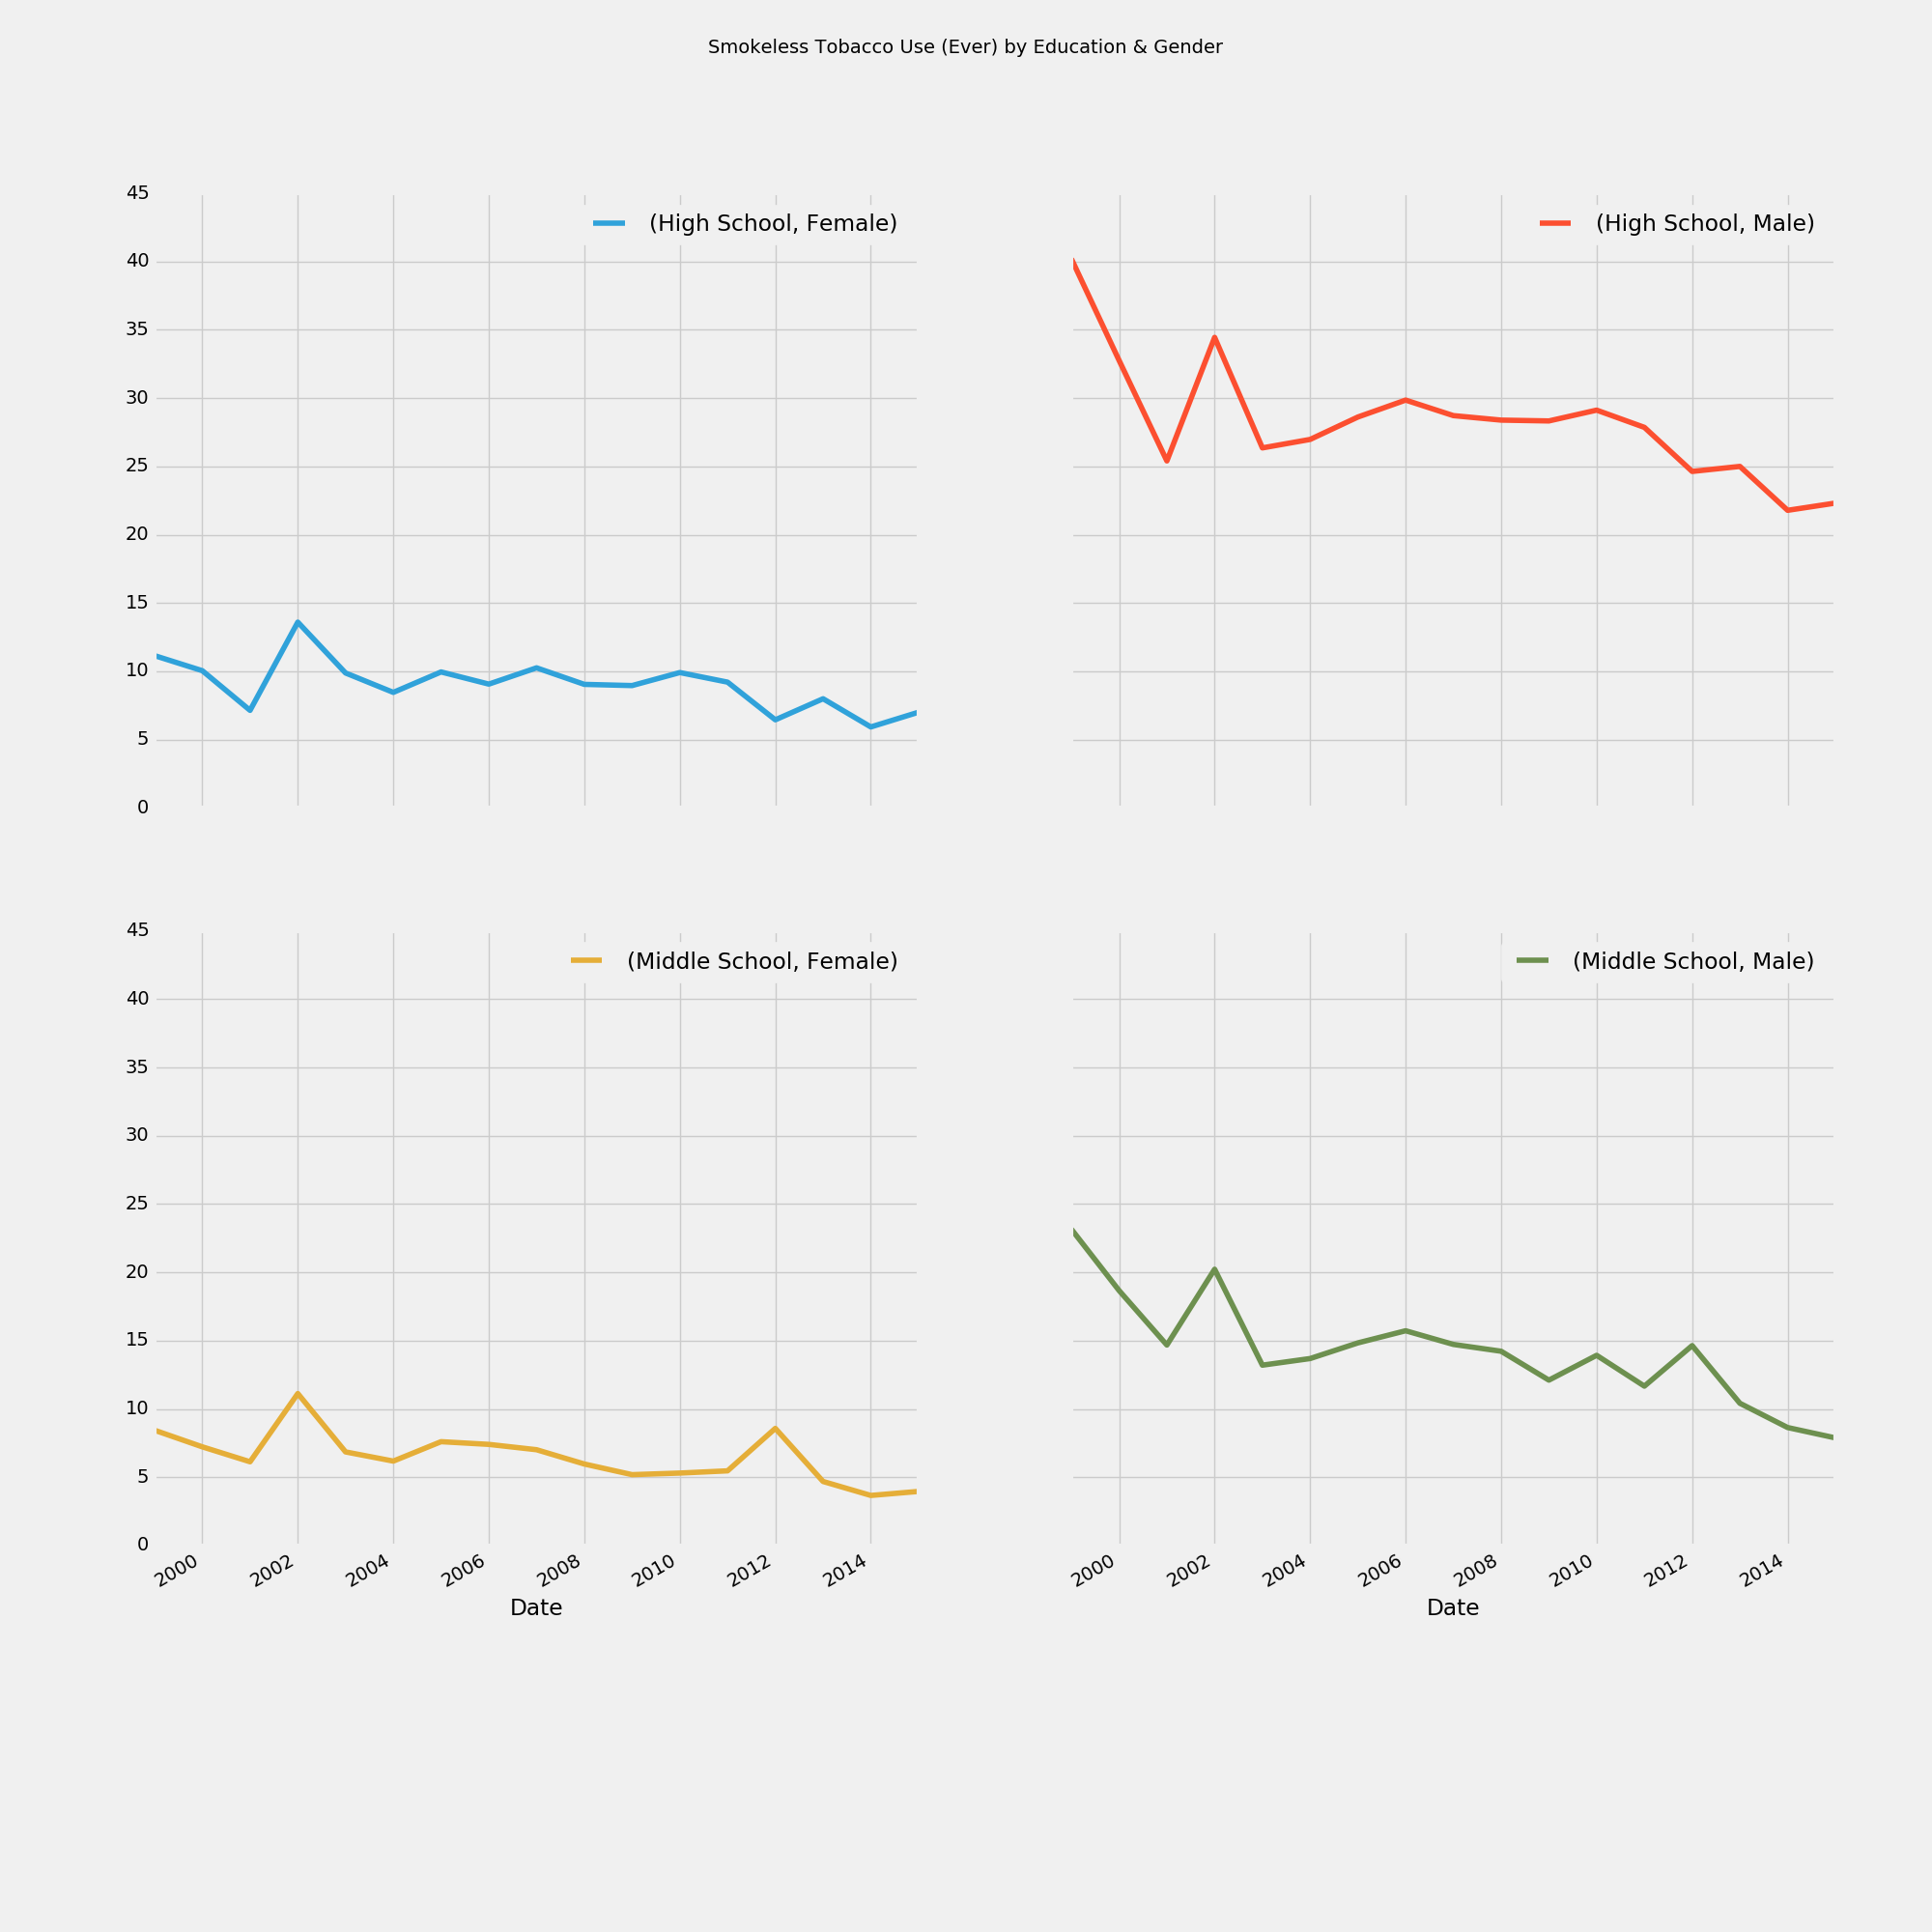 Smokeless Tobacco Use (Ever) by Education & Gender
45
40
35
30
25
20
15
10
5
0
(High School, Female)
(High School, Male)
45
40
35
30
25
20
15
10
5
0
(Middle School, Female)
2000 2002 2004 2006 2008 2010 2012 2014
Date
(Middle School, Male)
2000 2002 2004 2006 2008 2010 2012 2014
Date